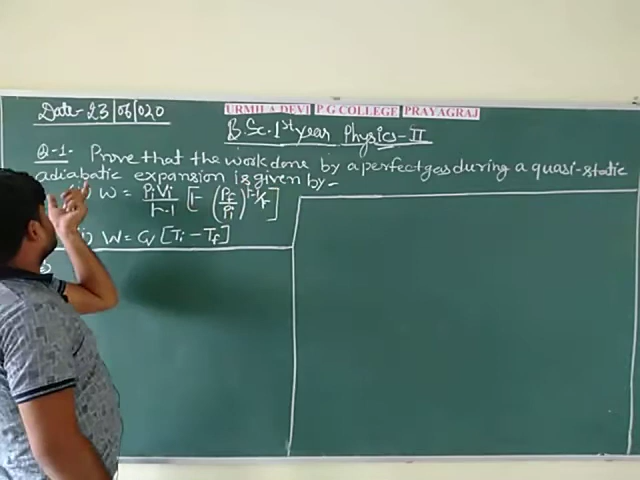 Date-23/06/020
URMILA DEVI P G COLLEGE PRAYAGRAJ
B.Sc.-1st year Physics-II
Q-1- Prove that the work done by a perfect gas during a quasi-static
adiabatic expansion is given by-
W = PiVi/r-1 [1- (Pf/Pi)^1-1/r]
i) W = Cv [Ti - Tf]